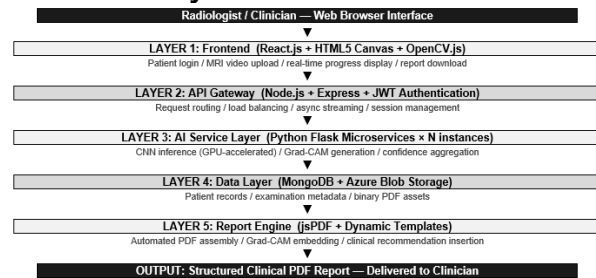 Radiologist / Clinician — Web Browser Interface
LAYER 1: Frontend (React.js + HTML5 Canvas + OpenCV.js)
Patient login / MRI video upload / real-time progress display / report download
LAYER 2: API Gateway (Node.js + Express + JWT Authentication)
Request routing / load balancing / async streaming / session management
LAYER 3: AI Service Layer (Python Flask Microservices × N instances)
CNN inference (GPU-accelerated) / Grad-CAM generation / confidence aggregation
LAYER 4: Data Layer (MongoDB + Azure Blob Storage)
Patient records / examination metadata / binary PDF assets
LAYER 5: Report Engine (jsPDF + Dynamic Templates)
Automated PDF assembly / Grad-CAM embedding / clinical recommendation insertion
OUTPUT: Structured Clinical PDF Report — Delivered to Clinician